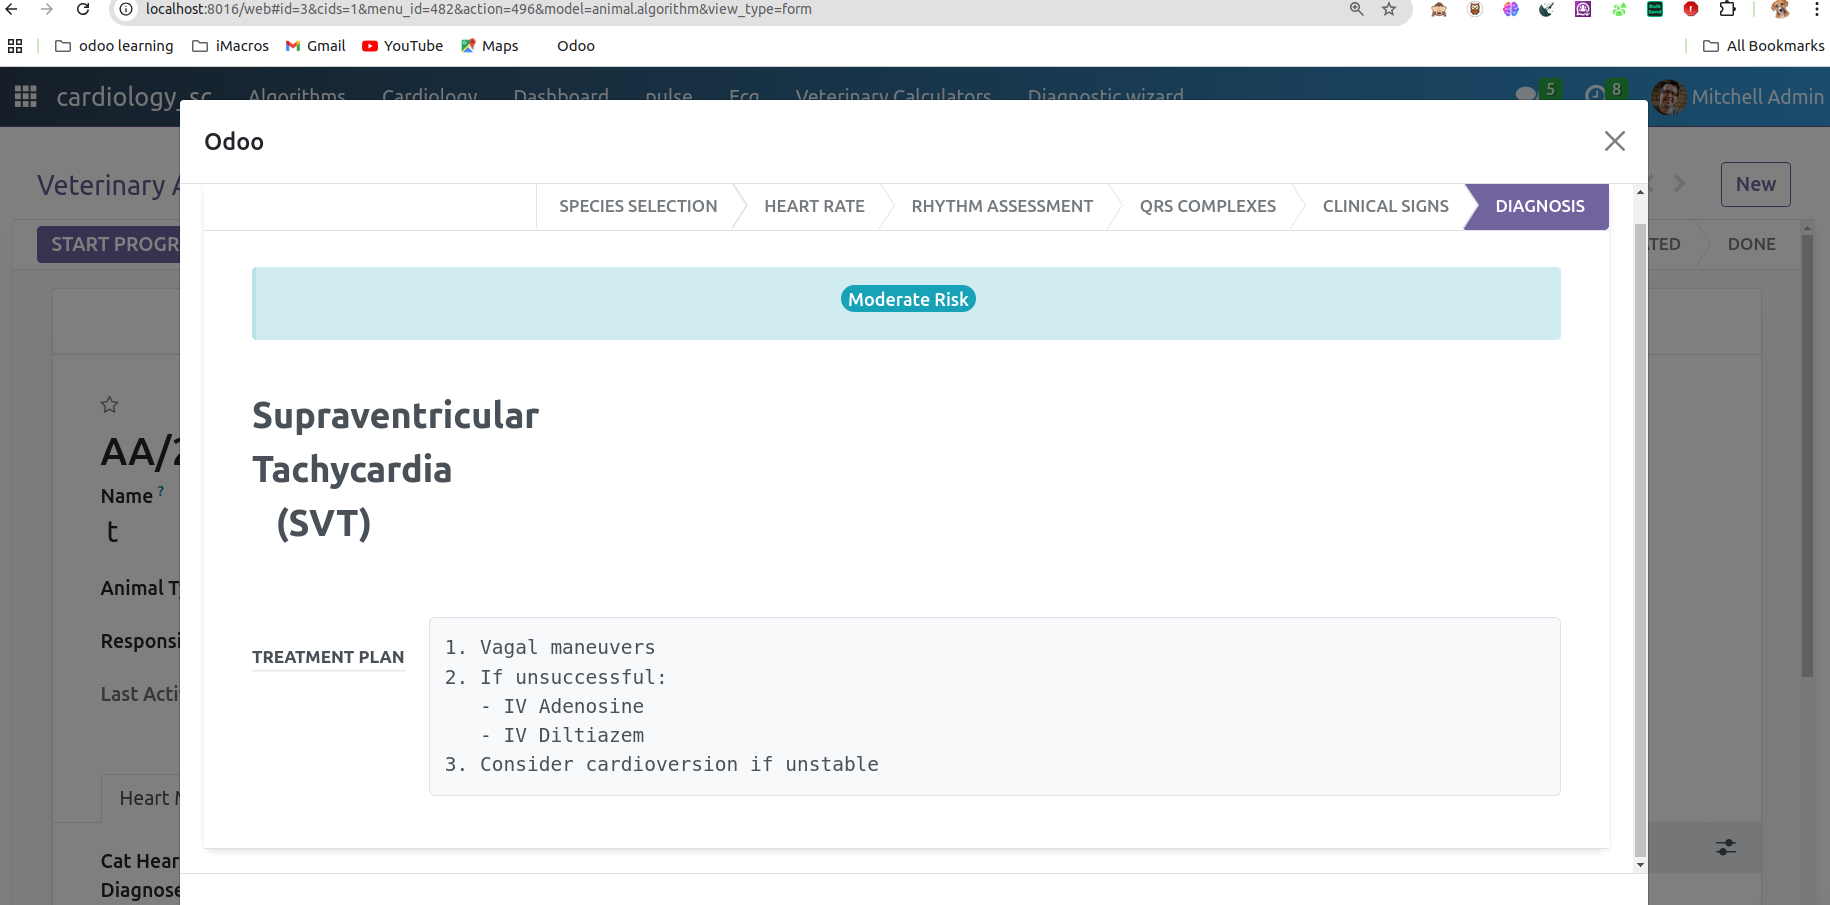 localhost:8016/web#id=3&cids=1&menu_id=482&action=496&model=animal.algorithm&view_type=form
odoo learning iMacros Gmail YouTube Maps Odoo All Bookmarks
cardiology_sc Algorithms Cardiology Dashboard pulse Ecg Veterinary Calculators Diagnostic wizard 5 8 Mitchell Admin
Odoo
Veterinary A New
SPECIES SELECTION HEART RATE RHYTHM ASSESSMENT QRS COMPLEXES CLINICAL SIGNS DIAGNOSIS
START PROGR TED DONE
Moderate Risk
Supraventricular
Tachycardia
(SVT)
AA/2
Name ?
t
Animal T
Responsi
Last Acti
TREATMENT PLAN
1. Vagal maneuvers
2. If unsuccessful:
- IV Adenosine
- IV Diltiazem
3. Consider cardioversion if unstable
Heart
Cat Hear
Diagnose